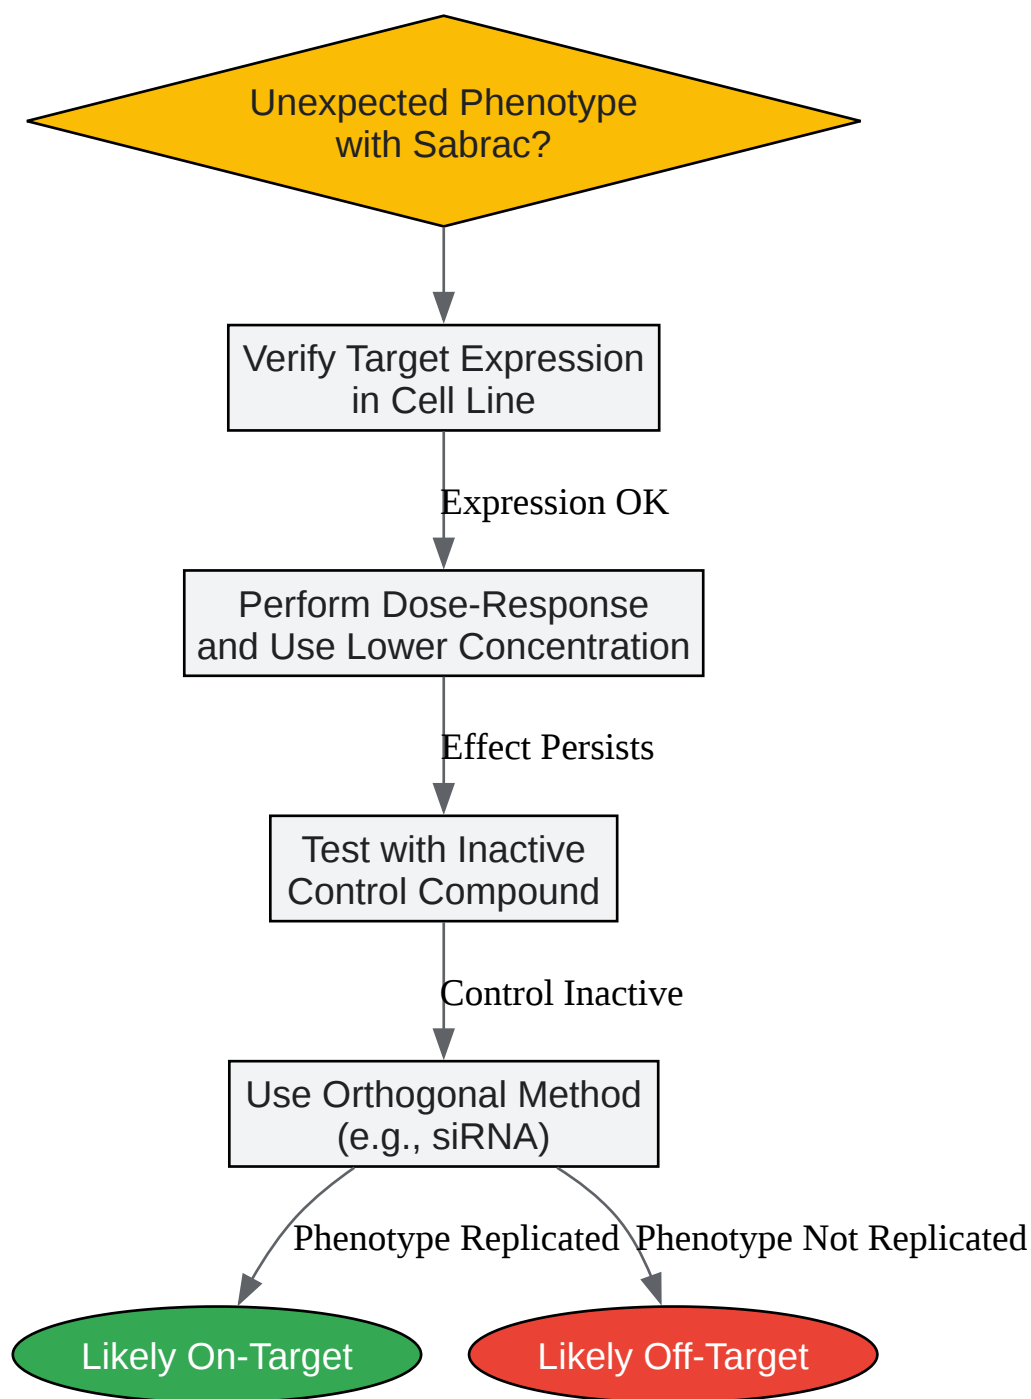 Unexpected Phenotype
with Sabrac?
Verify Target Expression
in Cell Line
Expression OK
Perform Dose-Response
and Use Lower Concentration
Effect Persists
Test with Inactive
Control Compound
Control Inactive
Use Orthogonal Method
(e.g., siRNA)
Phenotype Replicated
Phenotype Not Replicated
Likely On-Target
Likely Off-Target